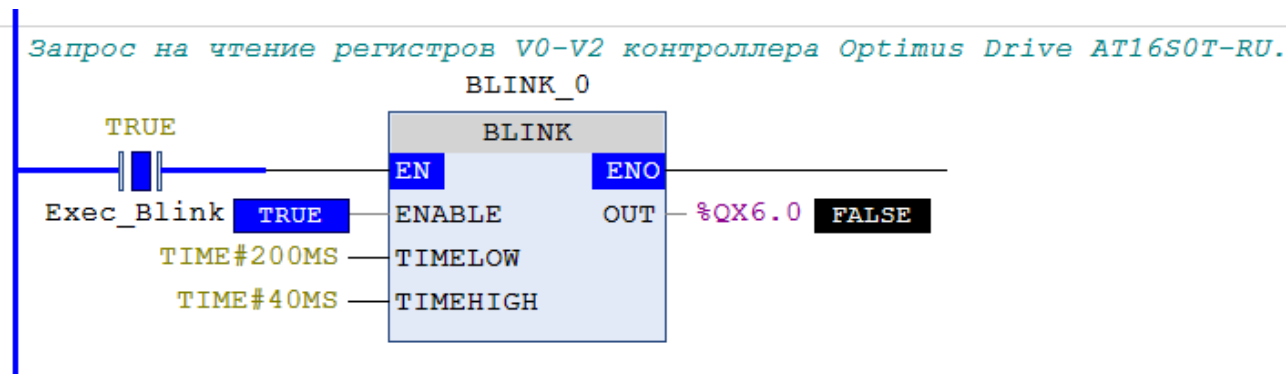 Запрос на чтение регистров V0-V2 контроллера Optimus Drive AT16S0T-RU.
BLINK_0
TRUE
BLINK
EN ENO
Exec_Blink TRUE ENABLE OUT %QX6.0 FALSE
TIME#200MS TIMELOW
TIME#40MS TIMEHIGH